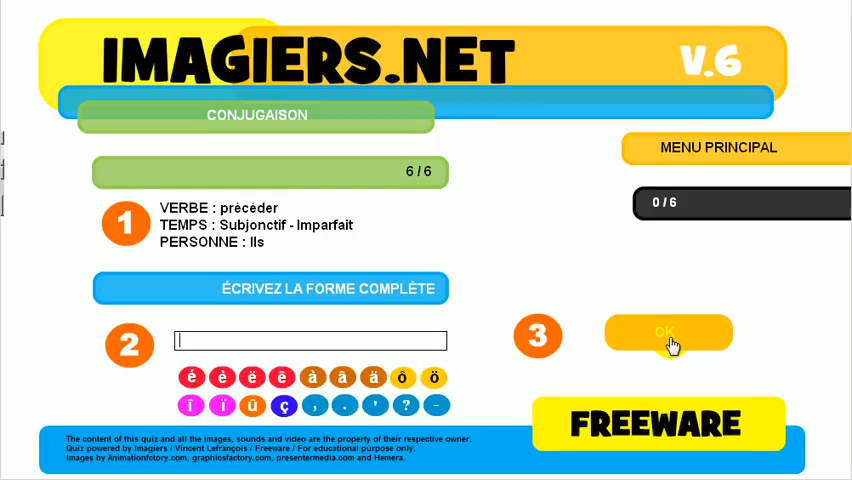 IMAGIERS.NET
V.6
CONJUGAISON
MENU PRINCIPAL
6 / 6
0 / 6
1
VERBE : précéder
TEMPS : Subjonctif - Imparfait
PERSONNE : Ils
ÉCRIVEZ LA FORME COMPLÈTE
2
3
OK
é è ë ê à â ä ô ö
î ï û ç , . ' ? -
FREEWARE
The content of this quiz and all the images, sounds and video are the property of their respective owner.
Quiz powered by Imagiers / Vincent Lefrançois / Freeware / For educational purpose only.
Images by Animationfctory.com, graphicsfactory.com, presentermedia.com and Hemera.